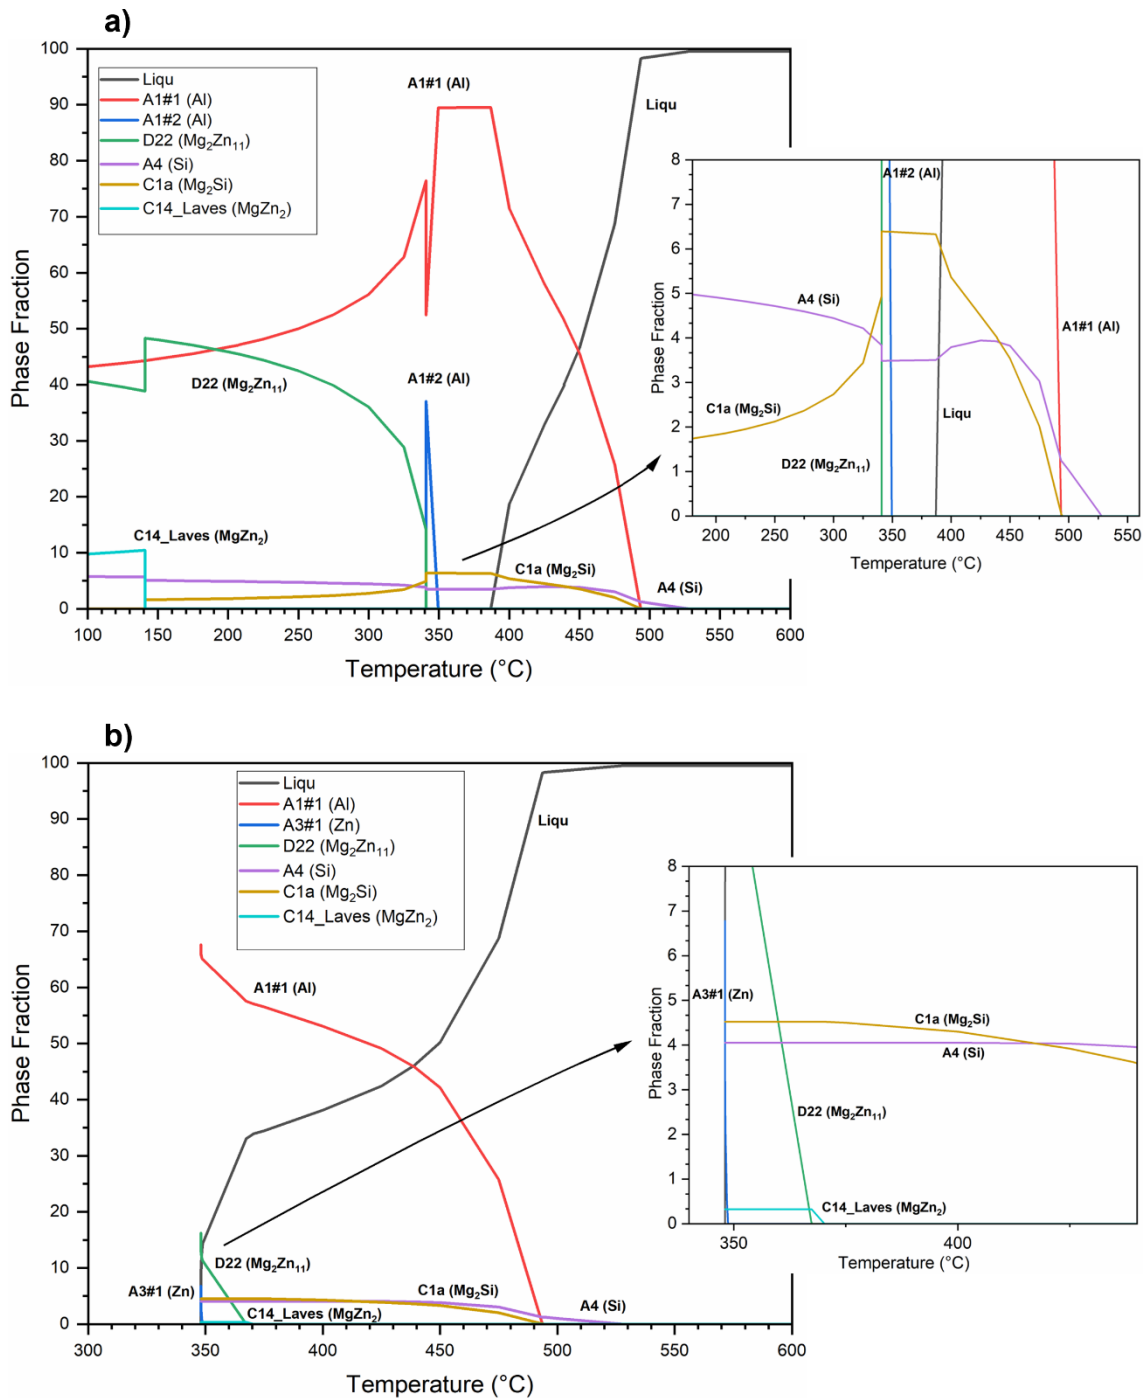 a)
100
90
80
70
60
50
40
30
20
10
0
Phase Fraction
Liqu
A1#1 (Al)
A1#2 (Al)
D22 (Mg₂Zn₁₁)
A4 (Si)
C1a (Mg₂Si)
C14_Laves (MgZn₂)
A1#1 (Al)
Liqu
D22 (Mg₂Zn₁₁)
A1#2 (Al)
C14_Laves (MgZn₂)
C1a (Mg₂Si)
A4 (Si)
100 150 200 250 300 350 400 450 500 550 600
Temperature (°C)
8
7
6
5
4
3
2
1
0
Phase Fraction
A1#2 (Al)
A4 (Si)
A1#1 (Al)
C1a (Mg₂Si)
Liqu
D22 (Mg₂Zn₁₁)
200 250 300 350 400 450 500 550
Temperature (°C)
b)
100
90
80
70
60
50
40
30
20
10
0
Phase Fraction
Liqu
A1#1 (Al)
A3#1 (Zn)
D22 (Mg₂Zn₁₁)
A4 (Si)
C1a (Mg₂Si)
C14_Laves (MgZn₂)
Liqu
A1#1 (Al)
D22 (Mg₂Zn₁₁)
A3#1 (Zn)
C1a (Mg₂Si)
C14_Laves (MgZn₂)
A4 (Si)
300 350 400 450 500 550 600
Temperature (°C)
8
7
6
5
4
3
2
1
0
Phase Fraction
A3#1 (Zn)
C1a (Mg₂Si)
A4 (Si)
D22 (Mg₂Zn₁₁)
C14_Laves (MgZn₂)
350 400
Temperature (°C)